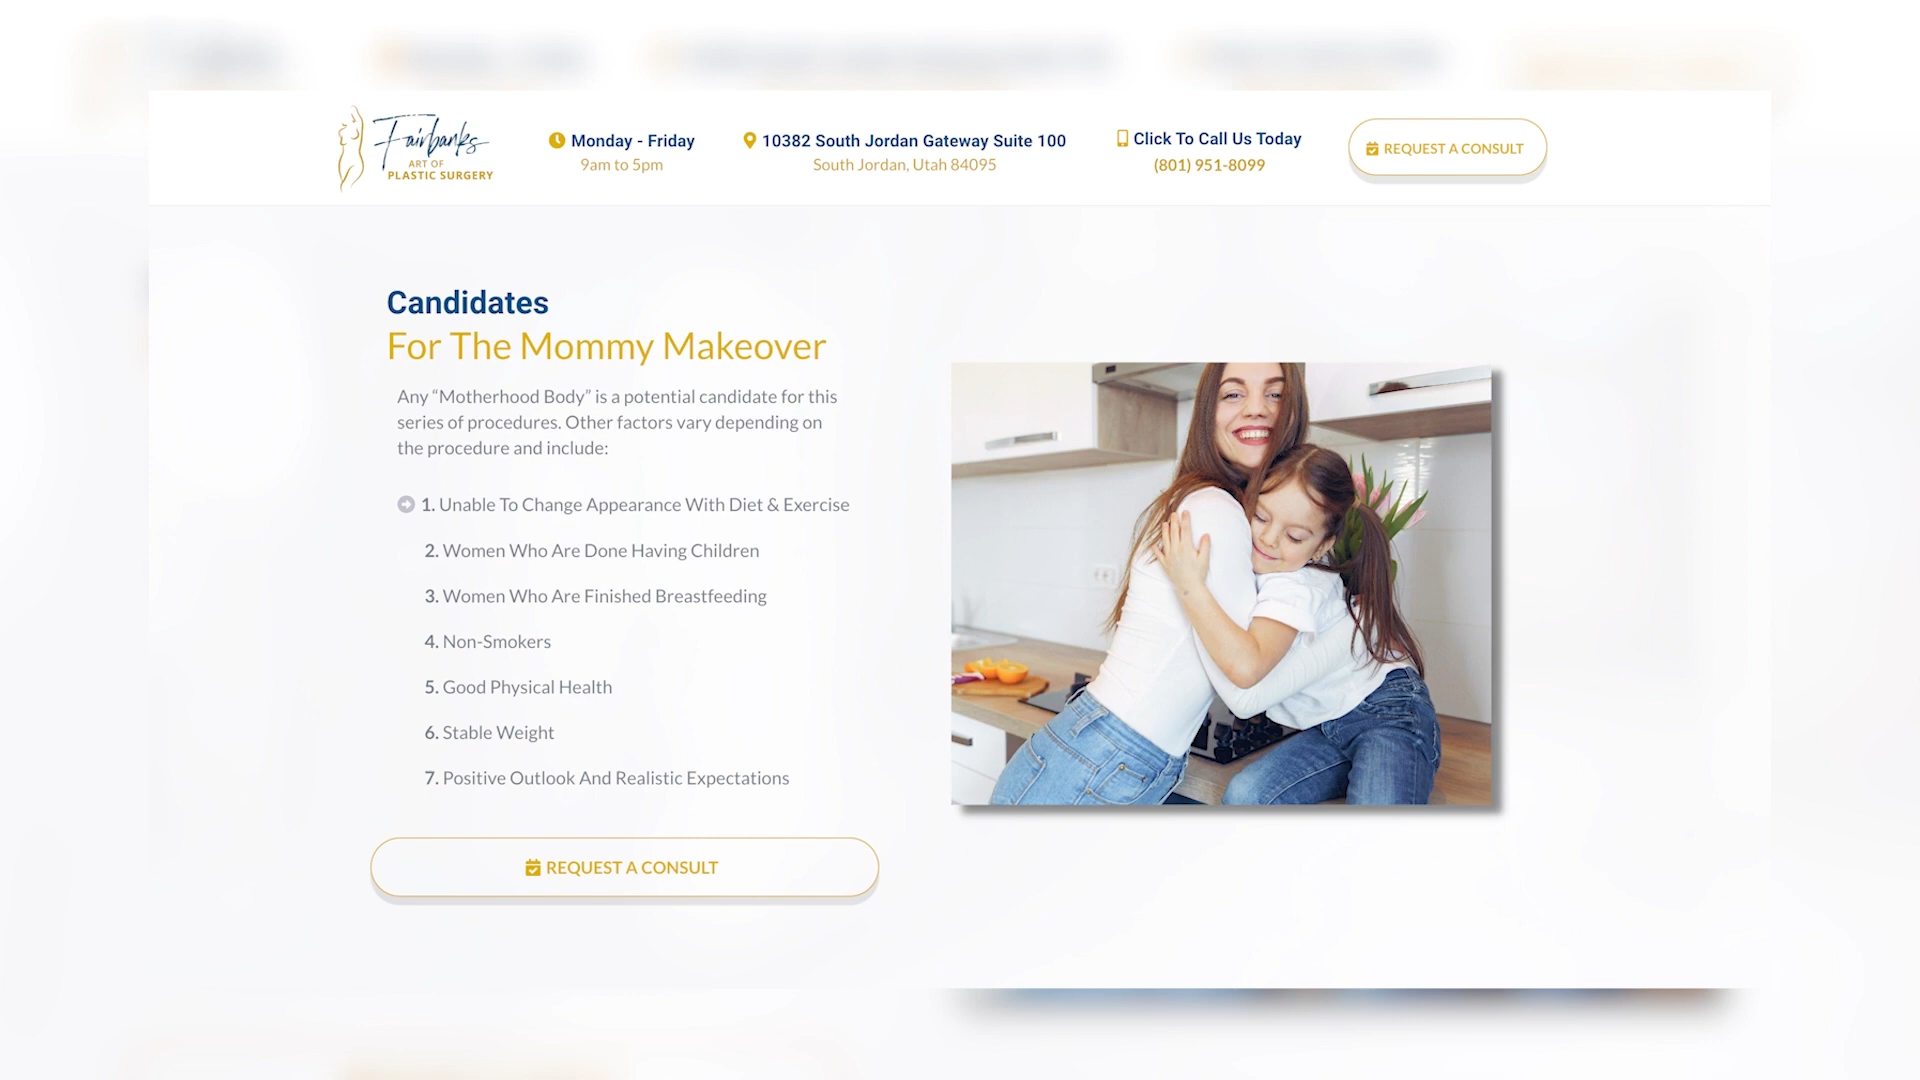 Fairbanks
ART OF
PLASTIC SURGERY
Monday - Friday
9am to 5pm
10382 South Jordan Gateway Suite 100
South Jordan, Utah 84095
Click To Call Us Today
(801) 951-8099
REQUEST A CONSULT
Candidates
For The Mommy Makeover
Any “Motherhood Body” is a potential candidate for this
series of procedures. Other factors vary depending on
the procedure and include:
1. Unable To Change Appearance With Diet & Exercise
2. Women Who Are Done Having Children
3. Women Who Are Finished Breastfeeding
4. Non-Smokers
5. Good Physical Health
6. Stable Weight
7. Positive Outlook And Realistic Expectations
REQUEST A CONSULT